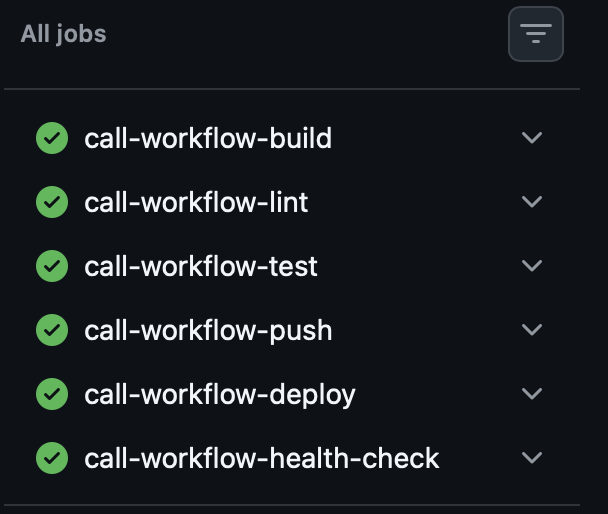 All jobs
call-workflow-build
call-workflow-lint
call-workflow-test
call-workflow-push
call-workflow-deploy
call-workflow-health-check